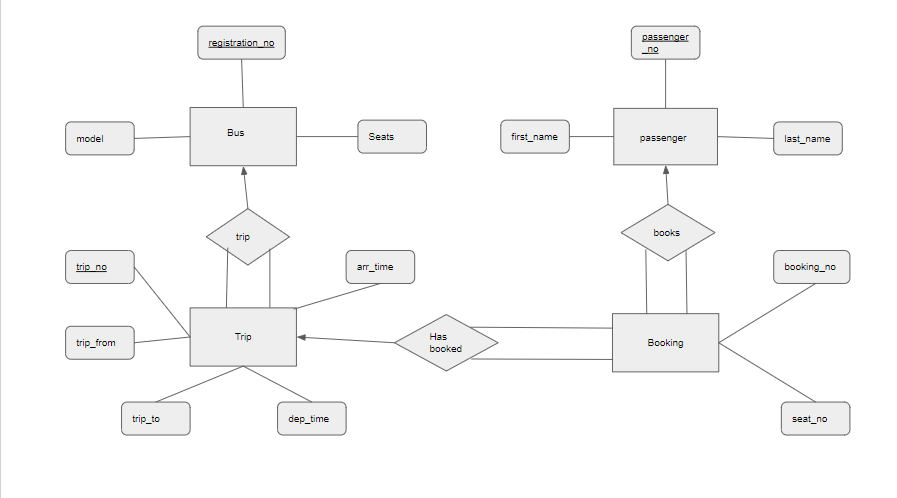 registration_no
passenger
_no
model
Bus
Seats
first_name
passenger
last_name
trip
books
trip_no
arr_time
booking_no
trip_from
Trip
Has
booked
Booking
trip_to
dep_time
seat_no